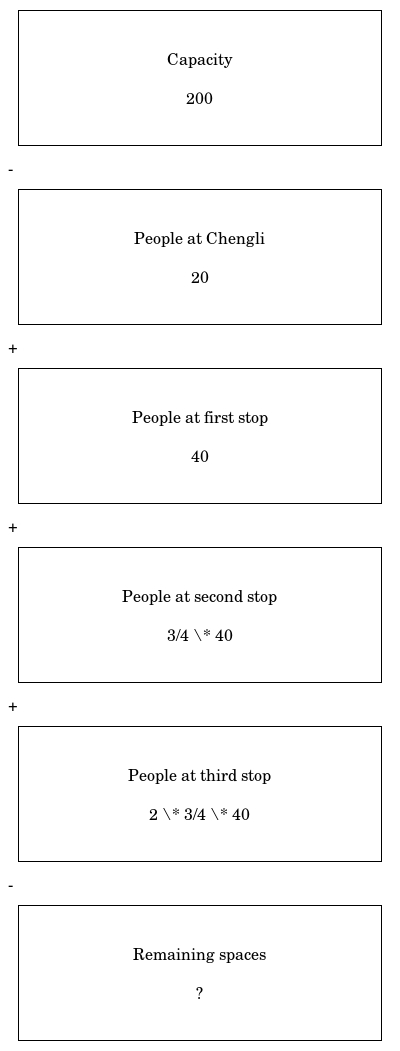 Capacity
200
-
People at Chengli
20
+
People at first stop
40
+
People at second stop
3/4 \* 40
+
People at third stop
2 \* 3/4 \* 40
-
Remaining spaces
?